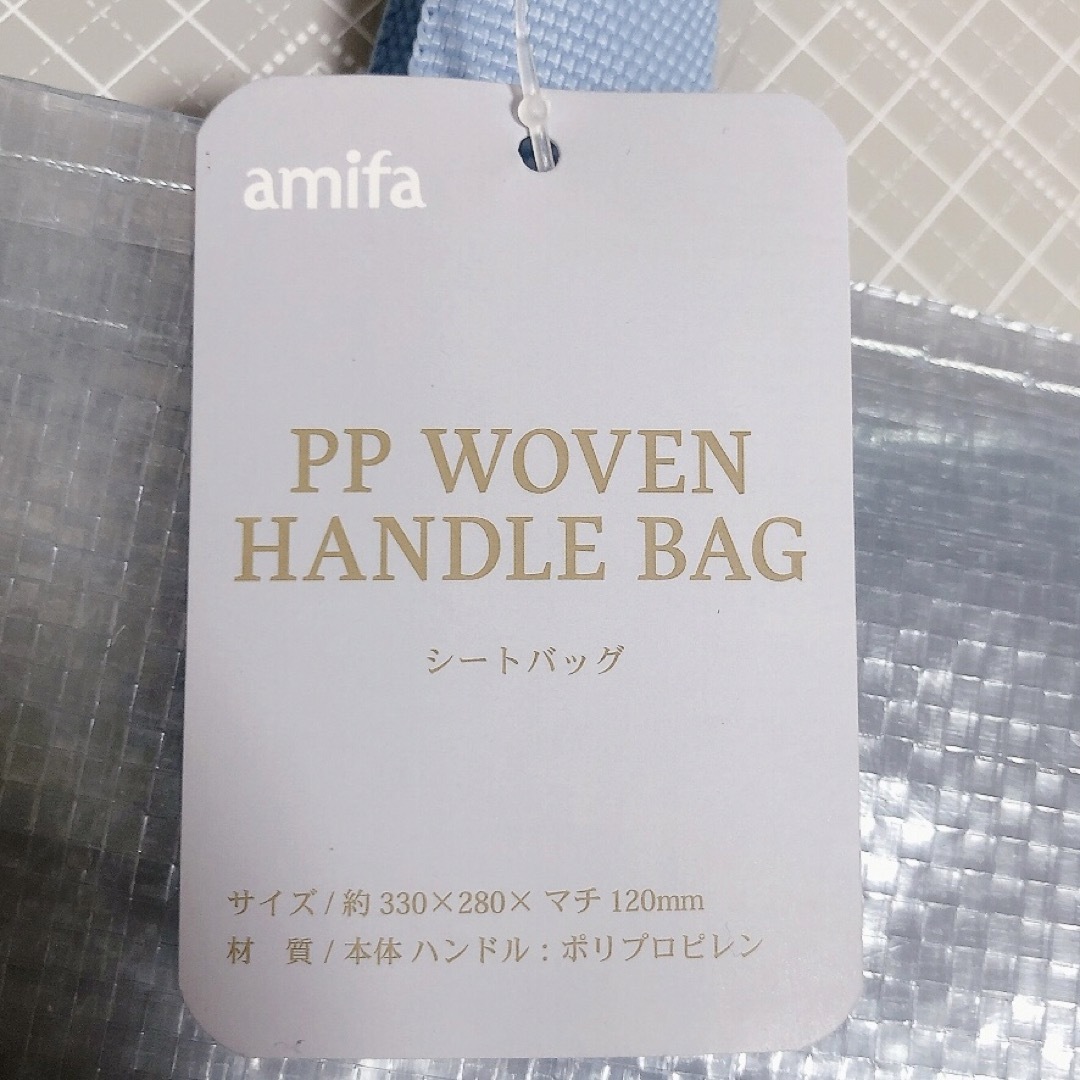 amifa
PP WOVEN
HANDLE BAG
シートバッグ
サイズ / 約 330×280× マチ 120mm
材　質 / 本体 ハンドル : ポリプロピレン